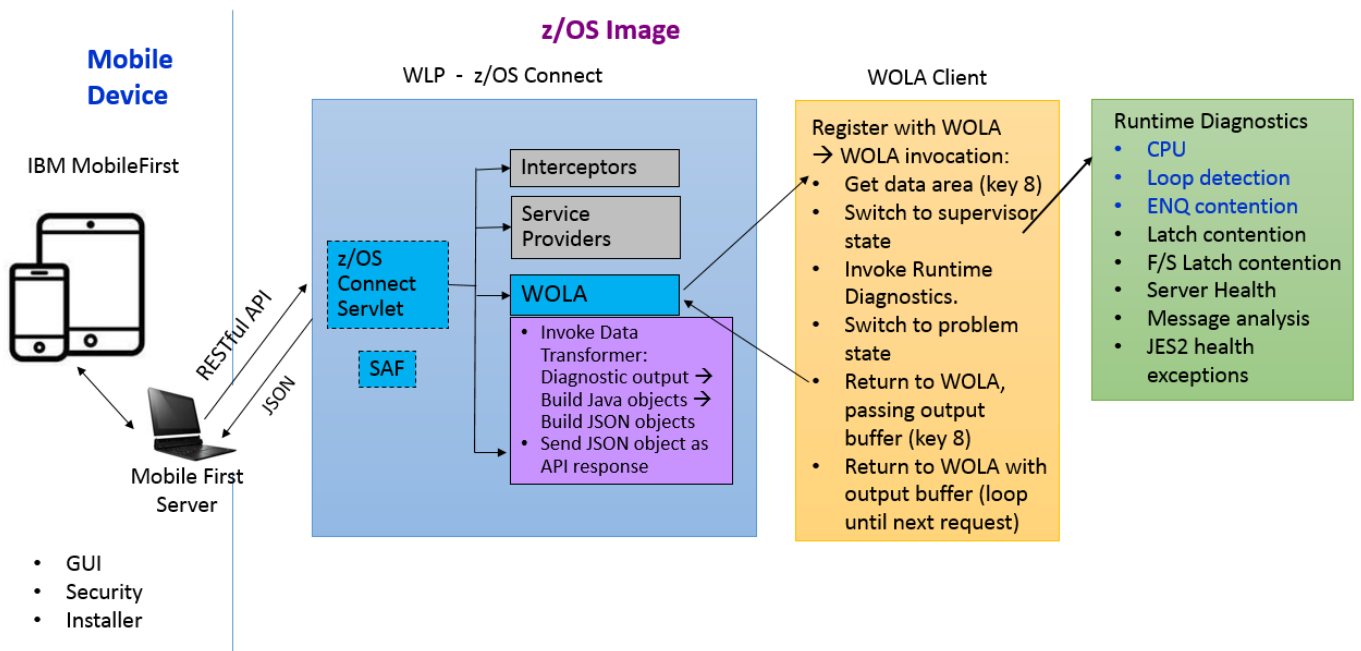 z/OS Image
Mobile
Device
WLP - z/OS Connect
WOLA Client
IBM MobileFirst
RESTful API
JSON
Mobile First
Server
• GUI
• Security
• Installer
z/OS
Connect
Servlet
SAF
Interceptors
Service
Providers
WOLA
• Invoke Data
Transformer:
Diagnostic output →
Build Java objects →
Build JSON objects
• Send JSON object as
API response
Register with WOLA
→ WOLA invocation:
• Get data area (key 8)
• Switch to supervisor
state
• Invoke Runtime
Diagnostics.
• Switch to problem
state
• Return to WOLA,
passing output
buffer (key 8)
• Return to WOLA with
output buffer (loop
until next request)
Runtime Diagnostics
• CPU
• Loop detection
• ENQ contention
• Latch contention
• F/S Latch contention
• Server Health
• Message analysis
• JES2 health
exceptions